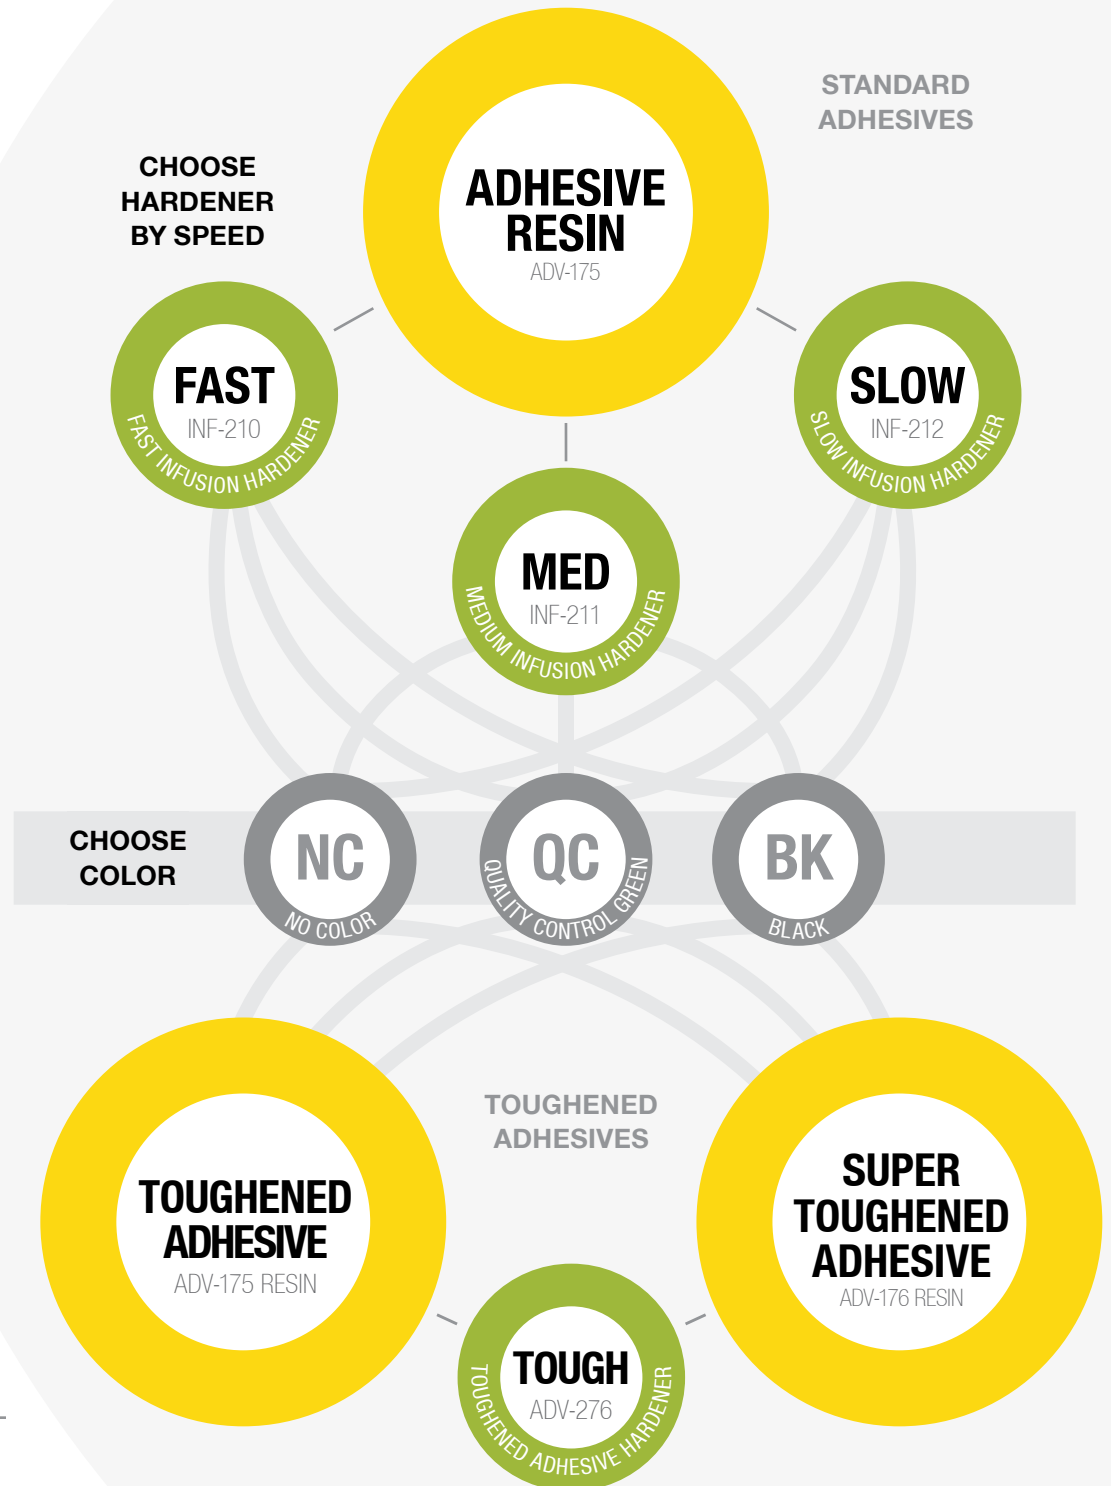 STANDARD
ADHESIVES
CHOOSE
HARDENER
BY SPEED
ADHESIVE
RESIN
ADV-175
FAST
INF-210
FAST INFUSION HARDENER
SLOW
INF-212
SLOW INFUSION HARDENER
MED
INF-211
MEDIUM INFUSION HARDENER
CHOOSE
COLOR
NC
NO COLOR
QC
QUALITY CONTROL GREEN
BK
BLACK
TOUGHENED
ADHESIVES
TOUGHENED
ADHESIVE
ADV-175 RESIN
SUPER
TOUGHENED
ADHESIVE
ADV-176 RESIN
TOUGH
ADV-276
TOUGHENED ADHESIVE HARDENER